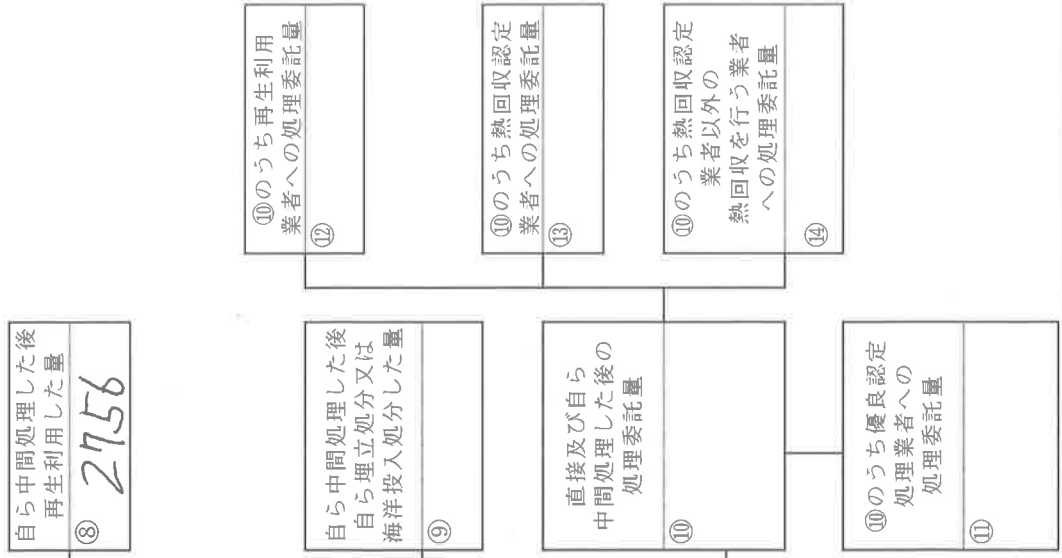 自ら中間処理した後
再生利用した量
⑧ 2756
自ら中間処理した後
自ら埋立処分又は
海洋投入処分した量
⑨
直接及び自ら
中間処理した後の
処理委託量
⑩
⑩のうち優良認定
処理業者への
処理委託量
⑪
⑩のうち再生利用
業者への処理委託量
⑫
⑩のうち熱回収認定
業者への処理委託量
⑬
⑩のうち熱回収認定
業者以外の
熱回収を行う業者
への処理委託量
⑭